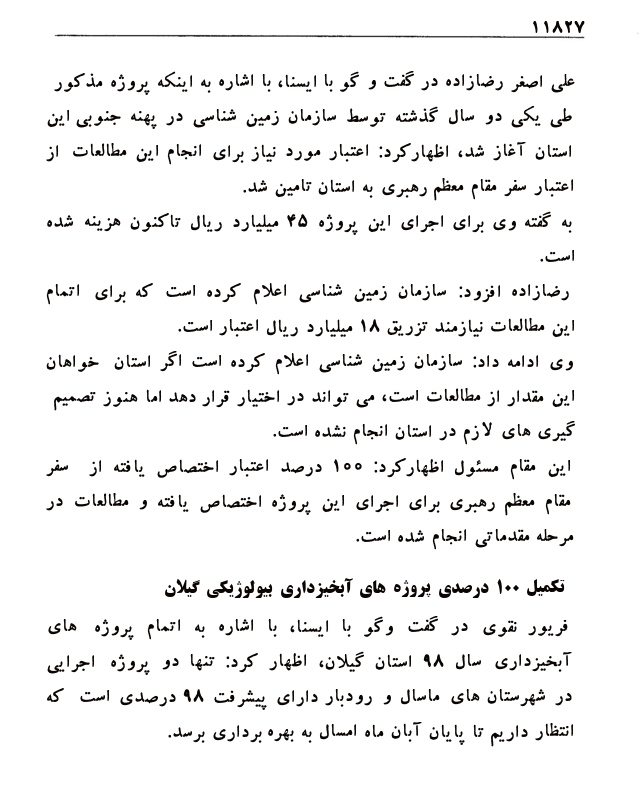 ۱۱۸۲۷
علی اصغر رضازاده در گفت و گو با ایسنا، با اشاره به اینکه پروژه مذکور
طی یکی دو سال گذشته توسط سازمان زمین شناسی در پهنه جنوبی این
استان آغاز شد، اظهارکرد: اعتبار مورد نیاز برای انجام این مطالعات از
اعتبار سفر مقام معظم رهبری به استان تامین شد.
به گفته وی برای اجرای این پروژه ۴۵ میلیارد ریال تاکنون هزینه شده
است.
رضازاده افزود: سازمان زمین شناسی اعلام کرده است که برای اتمام
این مطالعات نیازمند تزریق ۱۸ میلیارد ریال اعتبار است.
وی ادامه داد: سازمان زمین شناسی اعلام کرده است اگر استان خواهان
این مقدار از مطالعات است، می تواند در اختیار قرار دهد اما هنوز تصمیم
گیری های لازم در استان انجام نشده است.
این مقام مسئول اظهارکرد: ۱۰۰ درصد اعتبار اختصاص یافته از سفر
مقام معظم رهبری برای اجرای این پروژه اختصاص یافته و مطالعات در
مرحله مقدماتی انجام شده است.
تکمیل ۱۰۰ درصدی پروژه های آبخیزداری بیولوژیکی گیلان
فریور نقوی در گفت وگو با ایسنا، با اشاره به اتمام پروژه های
آبخیزداری سال ۹۸ استان گیلان، اظهار کرد: تنها دو پروژه اجرایی
در شهرستان های ماسال و رودبار دارای پیشرفت ۹۸ درصدی است که
انتظار داریم تا پایان آبان ماه امسال به بهره برداری برسد.